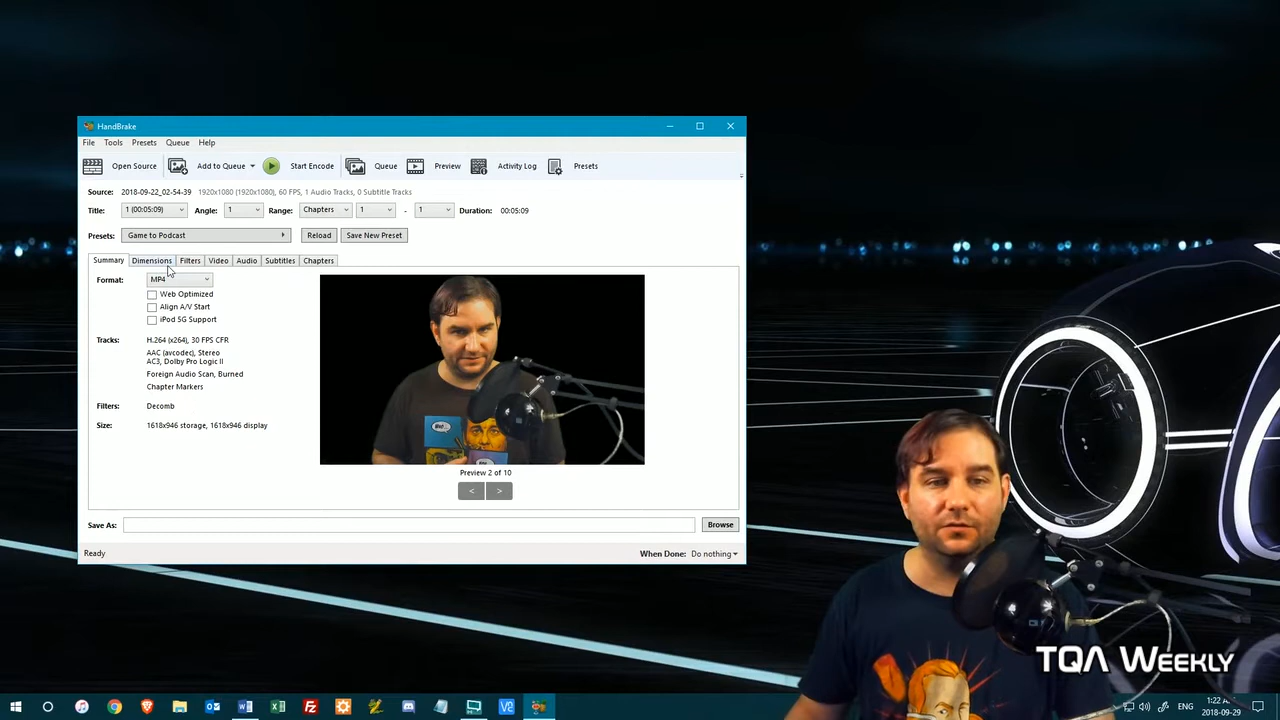 HandBrake
File Tools Presets Queue Help
Open Source Add to Queue Start Encode Queue Preview Activity Log Presets
Source: 2018-09-22_02-54-39 1920x1080 (1920x1080), 60 FPS, 1 Audio Tracks, 0 Subtitle Tracks
Title: 1 (00:05:09) Angle: 1 Range: Chapters 1 - 1 Duration: 00:05:09
Presets: Game to Podcast Reload Save New Preset
Summary Dimensions Filters Video Audio Subtitles Chapters
Format: MP4
Web Optimized
Align A/V Start
iPod 5G Support
Tracks: H.264 (x264), 30 FPS CFR
AAC (avcodec), Stereo
AC3, Dolby Pro Logic II
Foreign Audio Scan, Burned
Chapter Markers
Filters: Decomb
Size: 1618x946 storage, 1618x946 display
Preview 2 of 10
< >
Save As: Browse
Ready When Done: Do nothing
TQA Weekly
ENG
2018-09-29